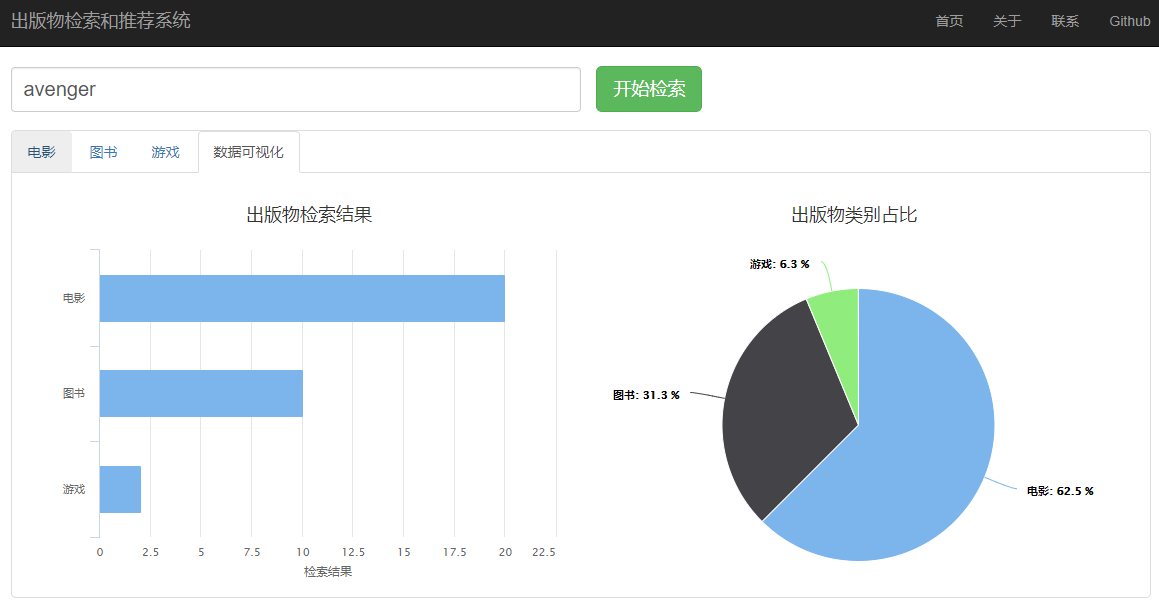 出版物检索和推荐系统 首页 关于 联系 Github
avenger 开始检索
电影 图书 游戏 数据可视化
出版物检索结果
电影
图书
游戏
0 2.5 5 7.5 10 12.5 15 17.5 20 22.5
检索结果
出版物类别占比
游戏: 6.3 %
图书: 31.3 %
电影: 62.5 %